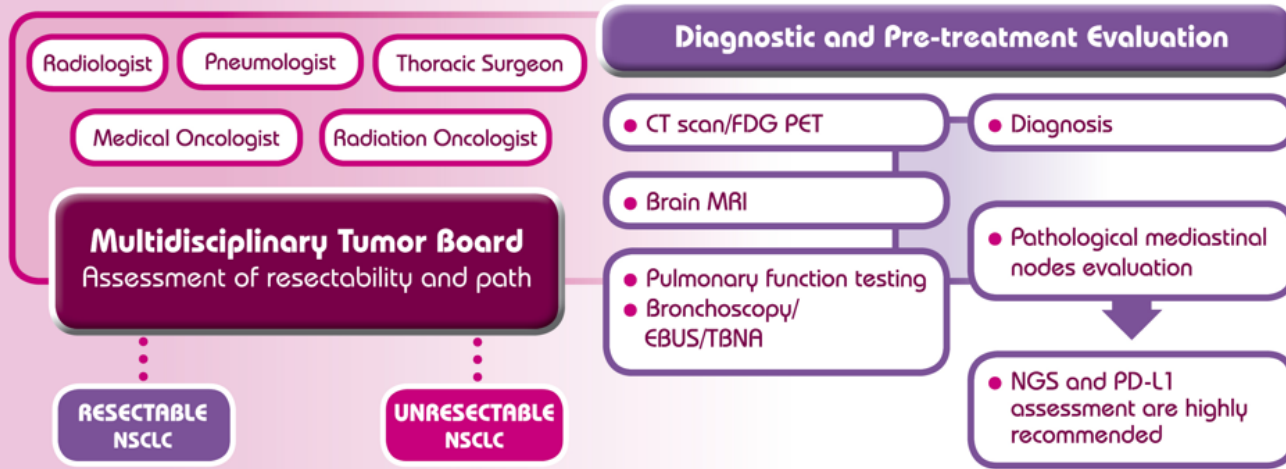 Radiologist
Pneumologist
Thoracic Surgeon
Medical Oncologist
Radiation Oncologist
Multidisciplinary Tumor Board
Assessment of resectability and path
RESECTABLE
NSCLC
UNRESECTABLE
NSCLC
Diagnostic and Pre-treatment Evaluation
• CT scan/FDG PET
• Diagnosis
• Brain MRI
• Pulmonary function testing
• Bronchoscopy/
EBUS/TBNA
• Pathological mediastinal
nodes evaluation
• NGS and PD-L1
assessment are highly
recommended